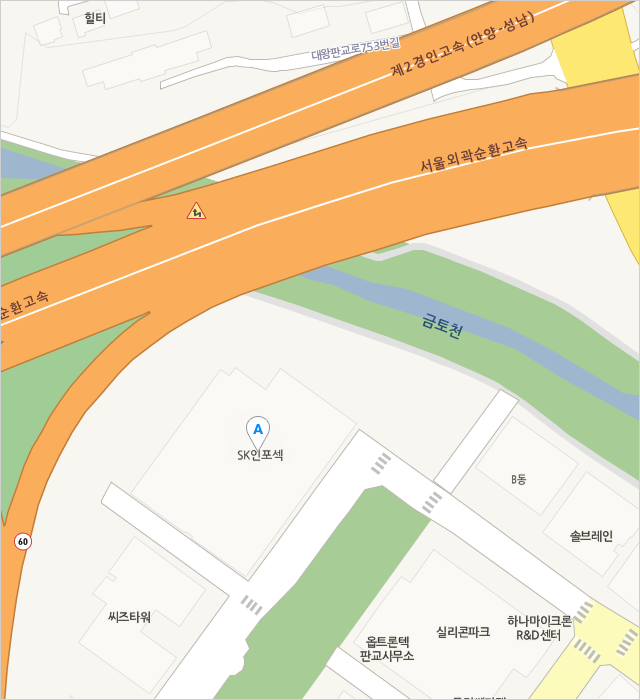 힐티
대왕판교로753번길
제2경인고속 (안양-성남)
서울외곽순환고속
순환고속
금토천
A
SK인포섹
B동
솔브레인
60
씨즈타워
하나마이크론
R&D센터
실리콘파크
옵트론텍
판교사무소